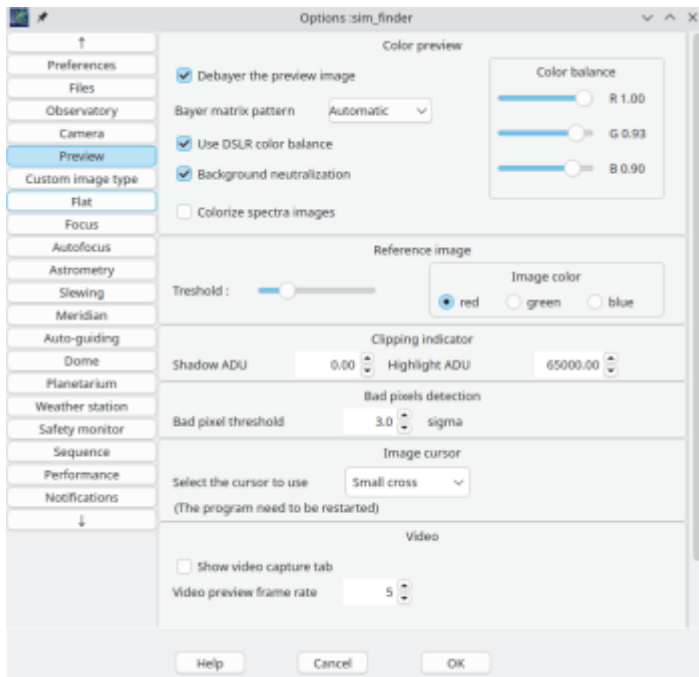 Options :sim_finder
↑
Preferences
Files
Observatory
Camera
Preview
Custom image type
Flat
Focus
Autofocus
Astrometry
Slewing
Meridian
Auto-guiding
Dome
Planetarium
Weather station
Safety monitor
Sequence
Performance
Notifications
↓
Color preview
Debayer the preview image
Bayer matrix pattern Automatic
Use DSLR color balance
Background neutralization
Colorize spectra images
Color balance
R 1.00
G 0.93
B 0.90
Reference image
Treshold :
Image color
red green blue
Clipping indicator
Shadow ADU 0.00 Highlight ADU 65000.00
Bad pixels detection
Bad pixel threshold 3.0 sigma
Image cursor
Select the cursor to use Small cross
(The program need to be restarted)
Video
Show video capture tab
Video preview frame rate 5
Help Cancel OK